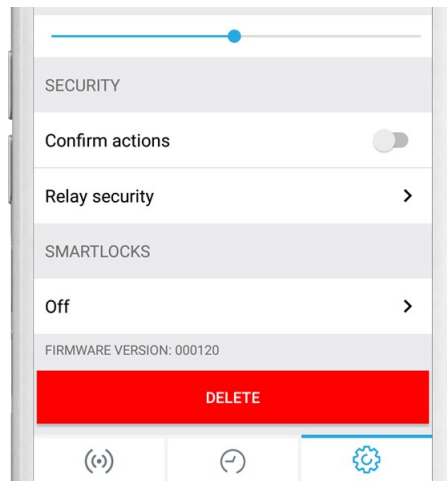 SECURITY
Confirm actions
Relay security
SMARTLOCKS
Off
FIRMWARE VERSION: 000120
DELETE